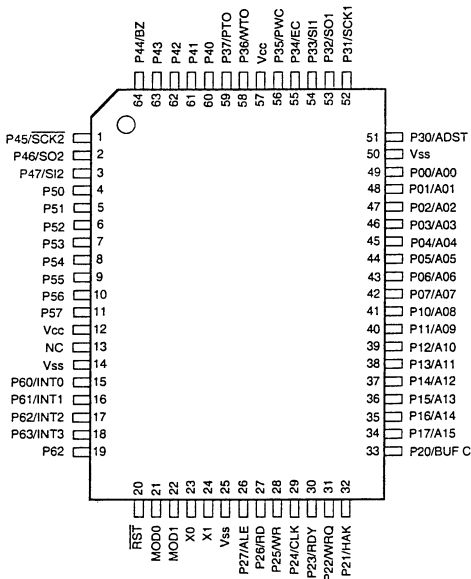 P44/BZ
P43
P42
P41
P40
P37/PTO
P36/WTO
Vcc
P35/PWC
P34/EC
P33/SI1
P32/SO1
P31/SCK1
64
63
62
61
60
59
58
57
56
55
54
53
52
P45/SCK2 1
P46/SO2 2
P47/SI2 3
P50 4
P51 5
P52 6
P53 7
P54 8
P55 9
P56 10
P57 11
Vcc 12
NC 13
Vss 14
P60/INT0 15
P61/INT1 16
P62/INT2 17
P63/INT3 18
P62 19
51 P30/ADST
50 Vss
49 P00/A00
48 P01/A01
47 P02/A02
46 P03/A03
45 P04/A04
44 P05/A05
43 P06/A06
42 P07/A07
41 P10/A08
40 P11/A09
39 P12/A10
38 P13/A11
37 P14/A12
36 P15/A13
35 P16/A14
34 P17/A15
33 P20/BUF C
20
21
22
23
24
25
26
27
28
29
30
31
32
RST
MOD0
MOD1
X0
X1
Vss
P27/ALE
P26/RD
P25/WR
P24/CLK
P23/RDY
P22/WRQ
P21/HAK